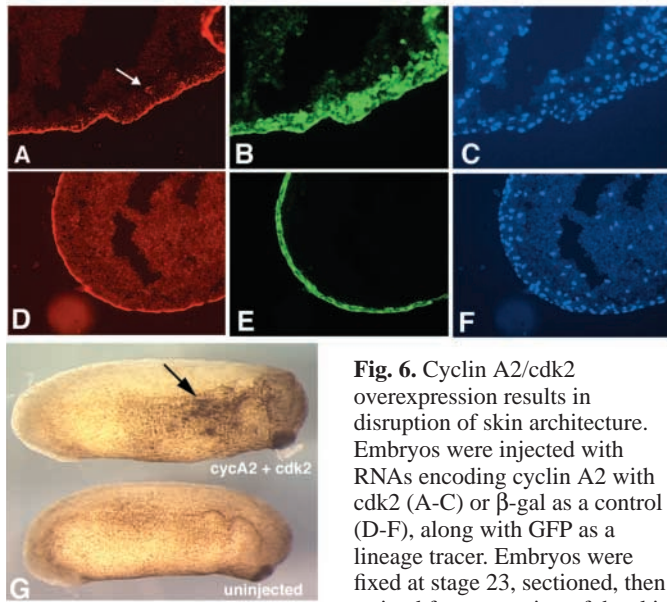 A
B
C
D
E
F
cycA2 + cdk2
G
uninjected
Fig. 6. Cyclin A2/cdk2
overexpression results in
disruption of skin architecture.
Embryos were injected with
RNAs encoding cyclin A2 with
cdk2 (A-C) or β-gal as a control
(D-F), along with GFP as a
lineage tracer. Embryos were
fixed at stage 23, sectioned, then